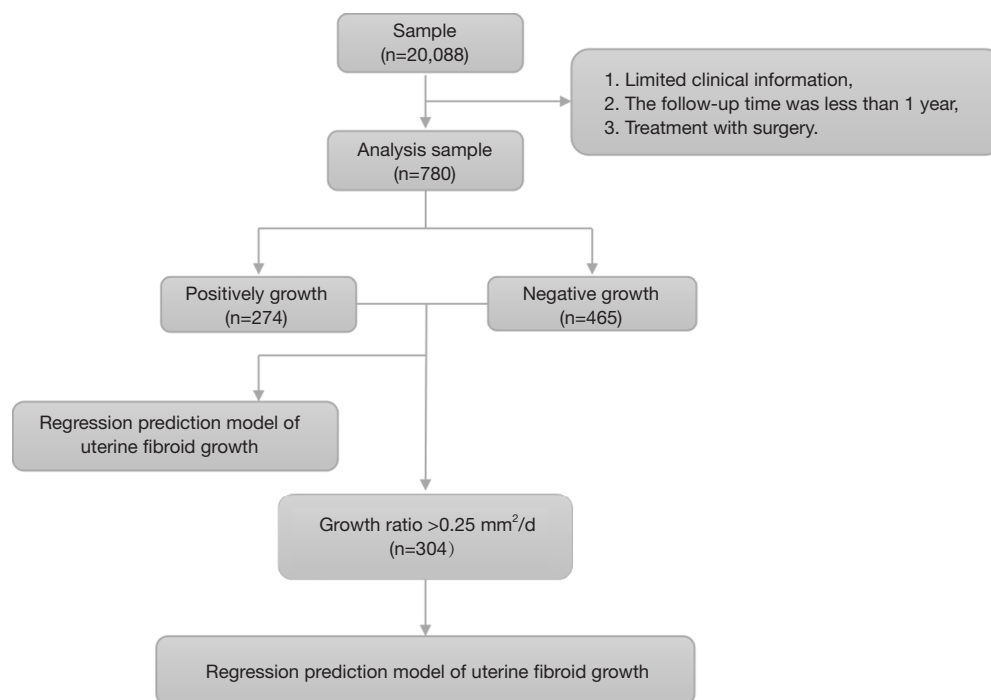 Sample
(n=20,088)
1. Limited clinical information,
2. The follow-up time was less than 1 year,
3. Treatment with surgery.
Analysis sample
(n=780)
Positively growth
(n=274)
Negative growth
(n=465)
Regression prediction model of
uterine fibroid growth
Growth ratio >0.25 mm²/d
(n=304）
Regression prediction model of uterine fibroid growth